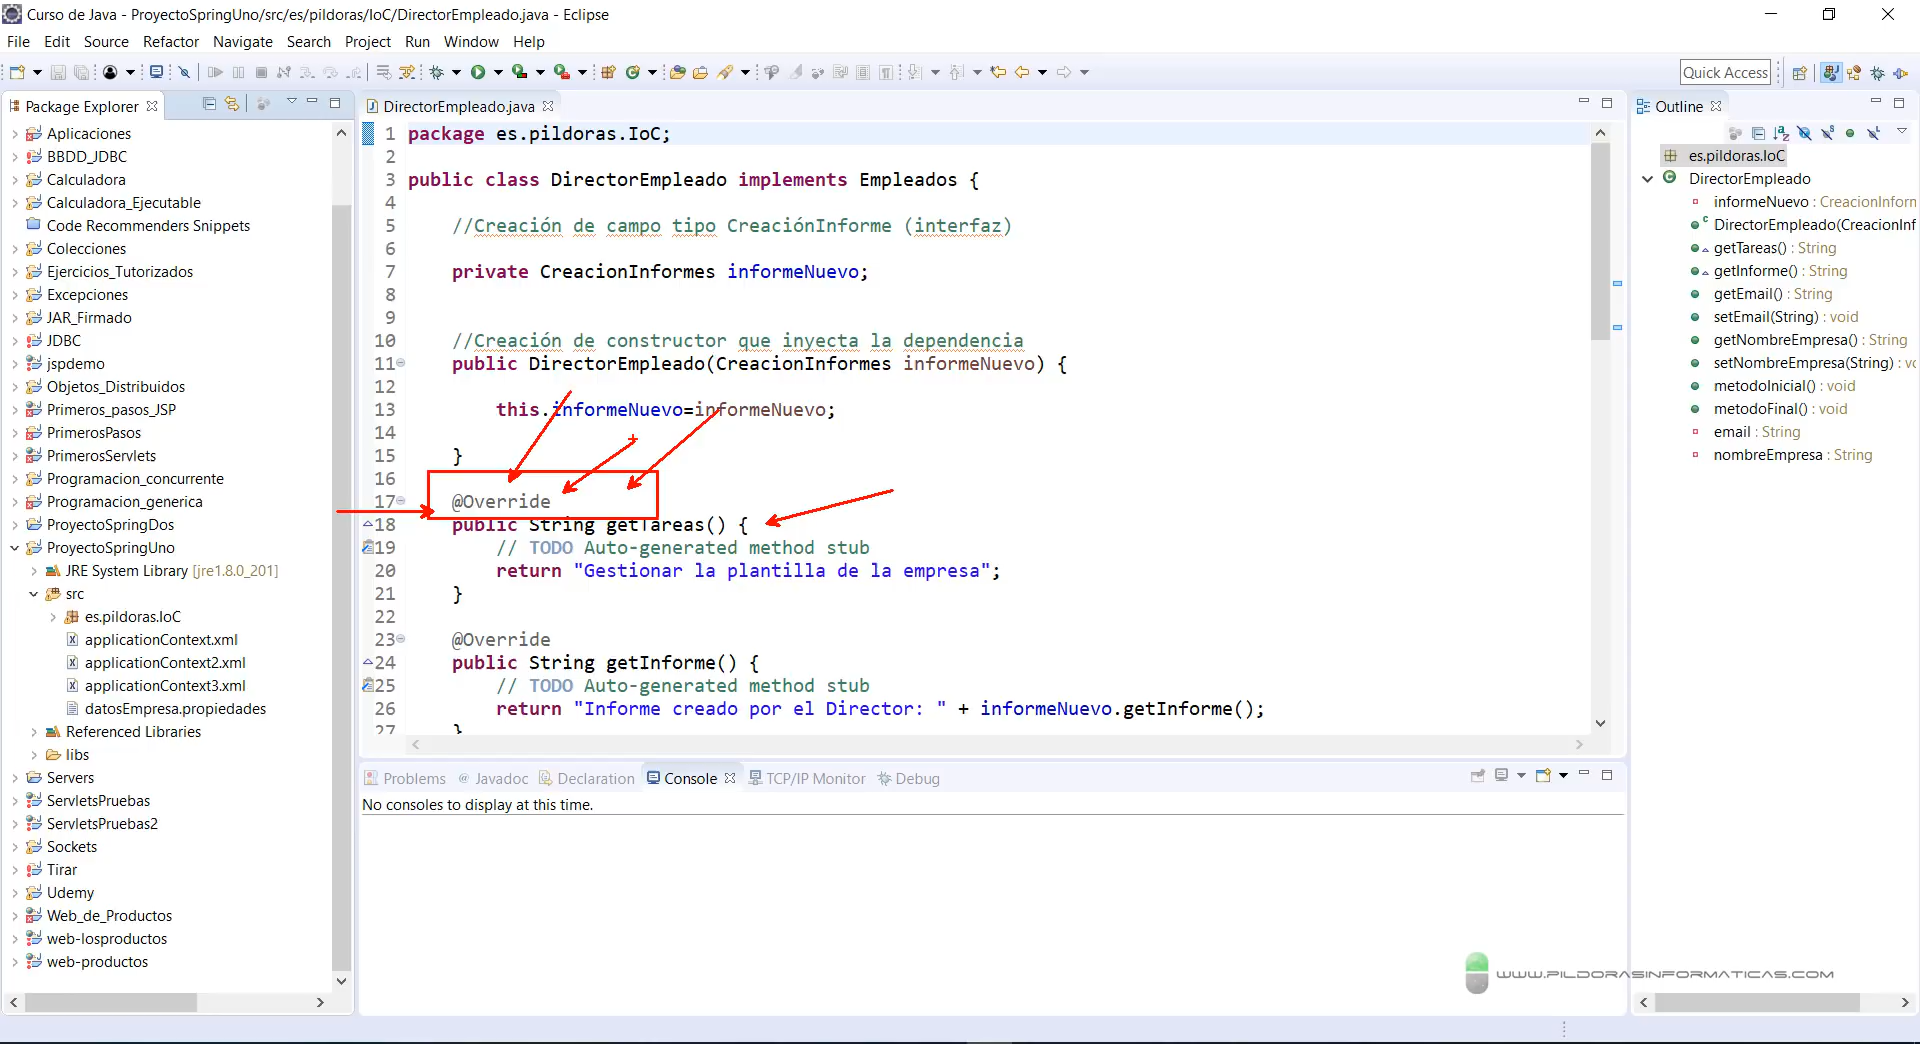 Curso de Java - ProyectoSpringUno/src/es/pildoras/IoC/DirectorEmpleado.java - Eclipse
File Edit Source Refactor Navigate Search Project Run Window Help
Quick Access
Package Explorer
Aplicaciones
BBDD_JDBC
Calculadora
Calculadora_Ejecutable
Code Recommenders Snippets
Colecciones
Ejercicios_Tutorizados
Excepciones
JAR_Firmado
JDBC
jspdemo
Objetos_Distribuidos
Primeros_pasos_JSP
PrimerosPasos
PrimerosServlets
Programacion_concurrente
Programacion_generica
ProyectoSpringDos
ProyectoSpringUno
JRE System Library [jre1.8.0_201]
src
es.pildoras.IoC
applicationContext.xml
applicationContext2.xml
applicationContext3.xml
datosEmpresa.propiedades
Referenced Libraries
libs
Servers
ServletsPruebas
ServletsPruebas2
Sockets
Tirar
Udemy
Web_de_Productos
web-losproductos
web-productos
DirectorEmpleado.java
1 package es.pildoras.IoC;
2
3 public class DirectorEmpleado implements Empleados {
4
5 //Creación de campo tipo CreaciónInforme (interfaz)
6
7 private CreacionInformes informeNuevo;
8
9
10 //Creación de constructor que inyecta la dependencia
11 public DirectorEmpleado(CreacionInformes informeNuevo) {
12
13 this.informeNuevo=informeNuevo;
14
15 }
16
17 @Override
18 public String getTareas() {
19 // TODO Auto-generated method stub
20 return "Gestionar la plantilla de la empresa";
21 }
22
23 @Override
24 public String getInforme() {
25 // TODO Auto-generated method stub
26 return "Informe creado por el Director: " + informeNuevo.getInforme();
27 }
Problems @ Javadoc Declaration Console TCP/IP Monitor Debug
No consoles to display at this time.
Outline
es.pildoras.IoC
DirectorEmpleado
informeNuevo : CreacionInforn
DirectorEmpleado(CreacionInf
getTareas() : String
getInforme() : String
getEmail() : String
setEmail(String) : void
getNombreEmpresa() : String
setNombreEmpresa(String) : vo
metodoInicial() : void
metodoFinal() : void
email : String
nombreEmpresa : String
WWW.PILDORASINFORMATICAS.COM